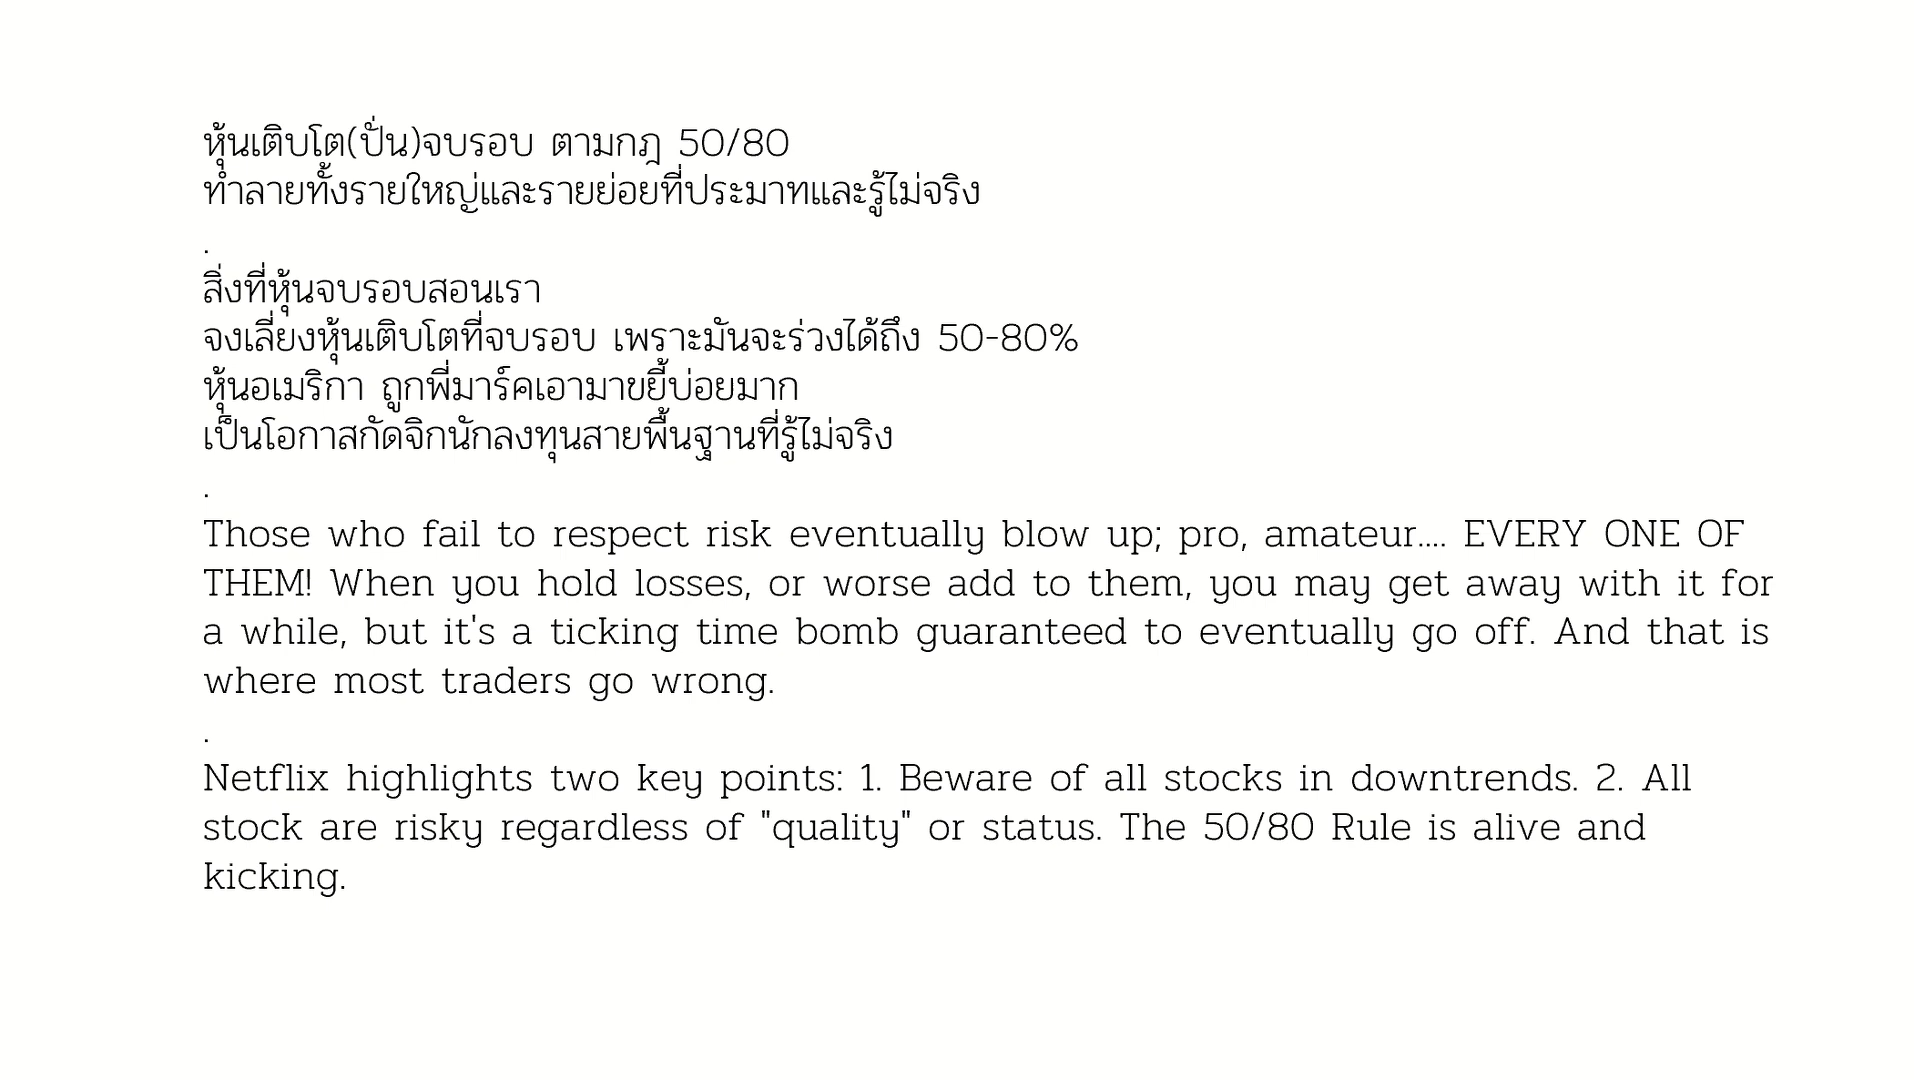 หุ้นเติบโต(ปั่น)จบรอบ ตามกฎ 50/80
ทำลายทั้งรายใหญ่และรายย่อยที่ประมาทและรู้ไม่จริง
.
สิ่งที่หุ้นจบรอบสอนเรา
จงเลี่ยงหุ้นเติบโตที่จบรอบ เพราะมันจะร่วงได้ถึง 50-80%
หุ้นอเมริกา ถูกพี่มาร์คเอามาขยี้บ่อยมาก
เป็นโอกาสกัดจิกนักลงทุนสายพื้นฐานที่รู้ไม่จริง
.
Those who fail to respect risk eventually blow up; pro, amateur.... EVERY ONE OF
THEM! When you hold losses, or worse add to them, you may get away with it for
a while, but it's a ticking time bomb guaranteed to eventually go off. And that is
where most traders go wrong.
.
Netflix highlights two key points: 1. Beware of all stocks in downtrends. 2. All
stock are risky regardless of "quality" or status. The 50/80 Rule is alive and
kicking.